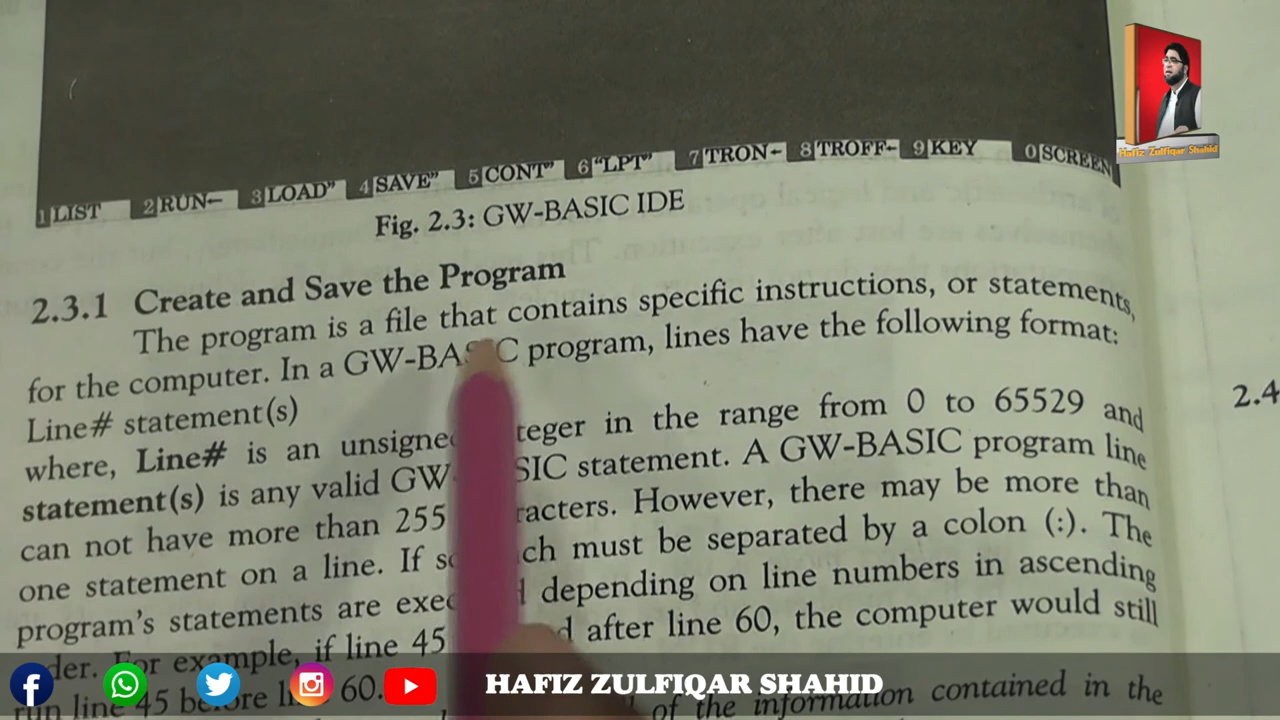 1 LIST 2 RUN← 3 LOAD" 4 SAVE" 5 CONT" 6 "LPT" 7 TRON← 8 TROFF← 9 KEY 0 SCREEN
Hafiz Zulfiqar Shahid
Fig. 2.3: GW-BASIC IDE
2.3.1 Create and Save the Program
The program is a file that contains specific instructions, or statements,
for the computer. In a GW-BASIC program, lines have the following format:
Line# statement(s)
2.4
where, Line# is an unsigned integer in the range from 0 to 65529 and
statement(s) is any valid GW-BASIC statement. A GW-BASIC program line
can not have more than 255 characters. However, there may be more than
one statement on a line. If so each must be separated by a colon (:). The
program's statements are executed depending on line numbers in ascending
order. For example, if line 45 after line 60, the computer would still
run line 45 before line 60.
of the information contained in the
HAFIZ ZULFIQAR SHAHID